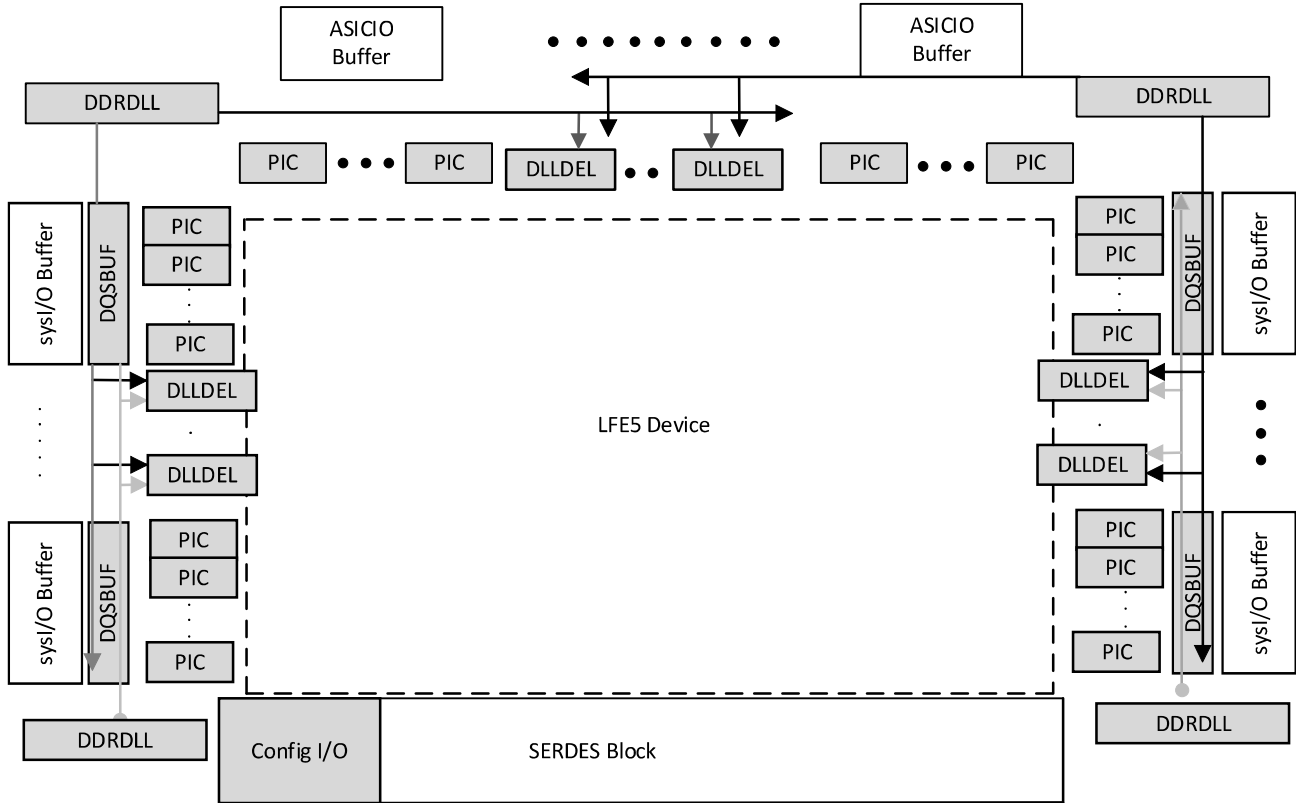 ASICIO
Buffer
ASICIO
Buffer
DDRDLL
DDRDLL
PIC
PIC
DLLDEL
DLLDEL
PIC
PIC
sysI/O Buffer
DQSBUF
PIC
PIC
PIC
DLLDEL
DLLDEL
sysI/O Buffer
DQSBUF
PIC
PIC
PIC
DDRDLL
LFE5 Device
PIC
PIC
PIC
DQSBUF
sysI/O Buffer
DLLDEL
DLLDEL
PIC
PIC
PIC
DQSBUF
sysI/O Buffer
DDRDLL
Config I/O
SERDES Block